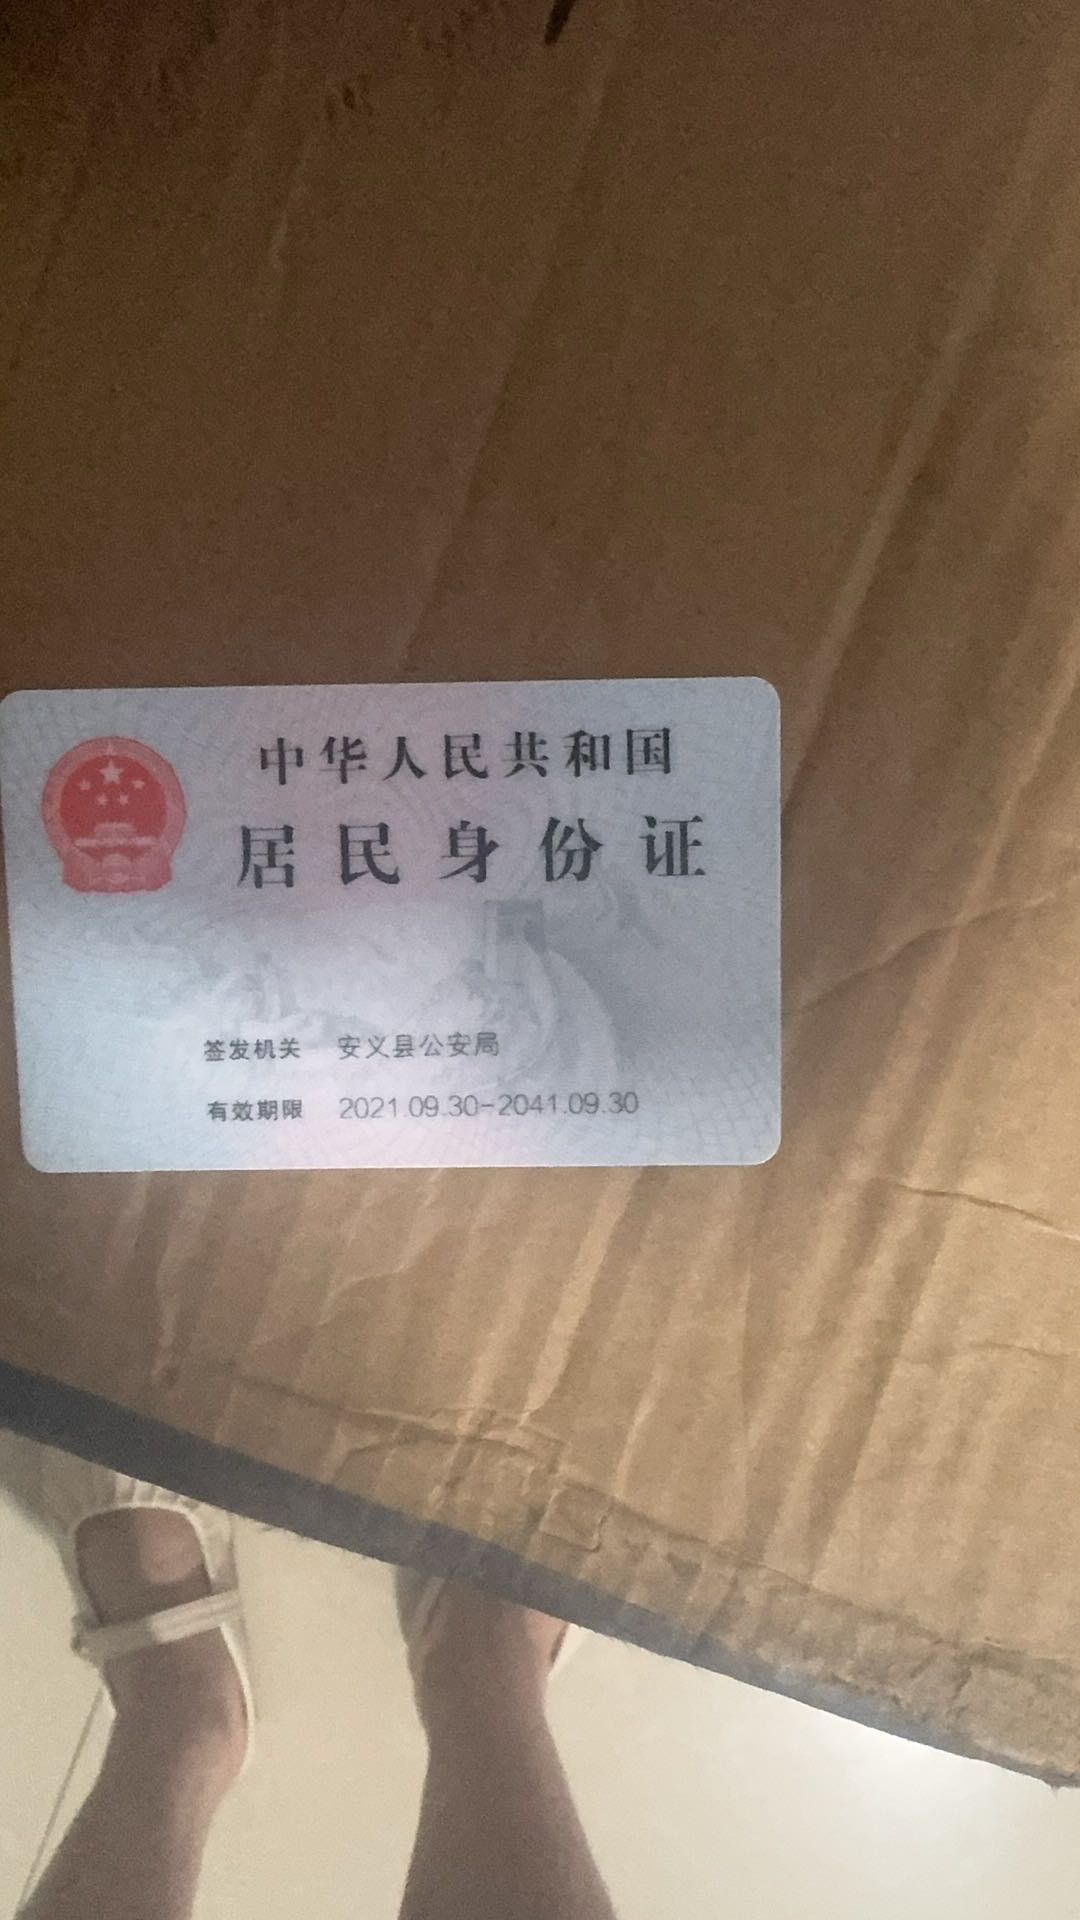 中华人民共和国
居民身份证
签发机关 安义县公安局
有效期限 2021.09.30-2041.09.30